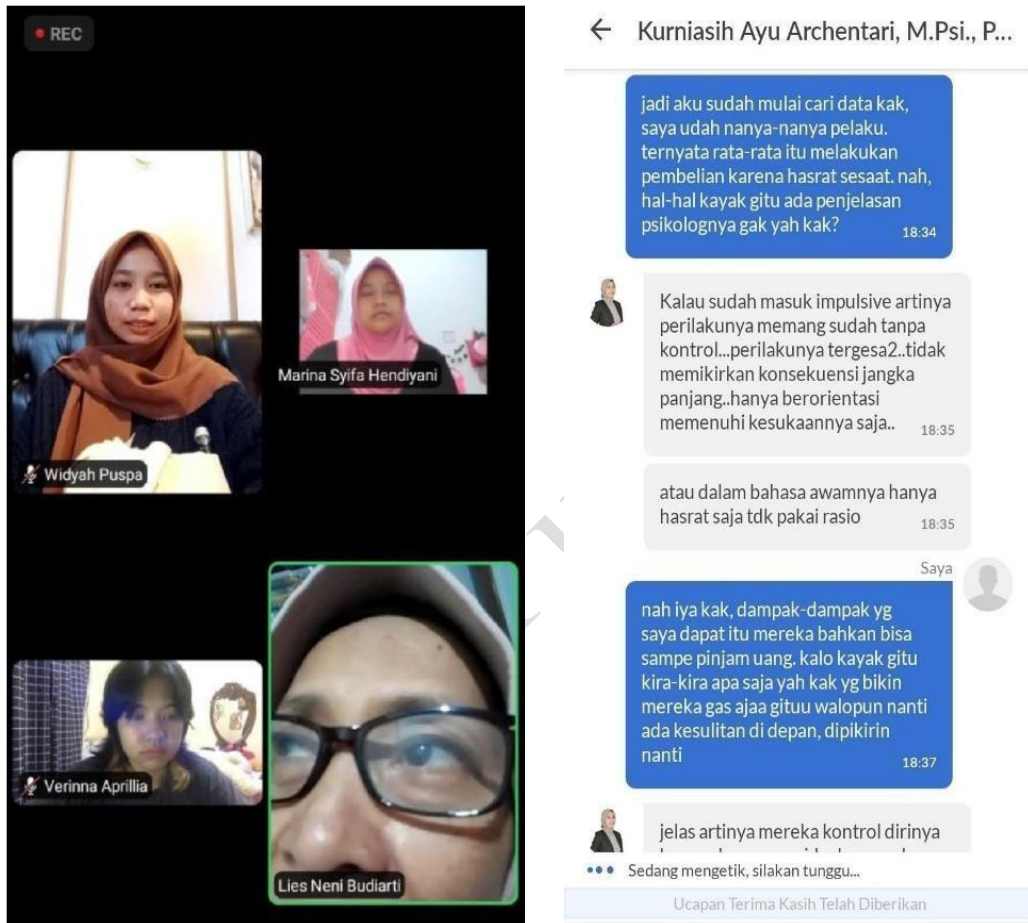 REC
Widyah Puspa
Marina Syifa Hendiyani
Verinna Aprillia
Lies Neni Budiarti
Kurniasih Ayu Archentari, M.Psi., P...
jadi aku sudah mulai cari data kak,
saya udah nanya-nanya pelaku.
ternyata rata-rata itu melakukan
pembelian karena hasrat sesaat. nah,
hal-hal kayak gitu ada penjelasan
psikolognya gak yah kak?
18:34
Kalau sudah masuk impulsive artinya
perilakunya memang sudah tanpa
kontrol...perilakunya tergesa2..tidak
memikirkan konsekuensi jangka
panjang..hanya berorientasi
memenuhi kesukaannya saja..
18:35
atau dalam bahasa awamnya hanya
hasrat saja tdk pakai rasio
18:35
Saya
nah iya kak, dampak-dampak yg
saya dapat itu mereka bahkan bisa
sampe pinjam uang. kalo kayak gitu
kira-kira apa saja yah kak yg bikin
mereka gas ajaa gituu walopun nanti
ada kesulitan di depan, dipikirin
nanti
18:37
jelas artinya mereka kontrol dirinya
Sedang mengetik, silakan tunggu...
Ucapan Terima Kasih Telah Diberikan